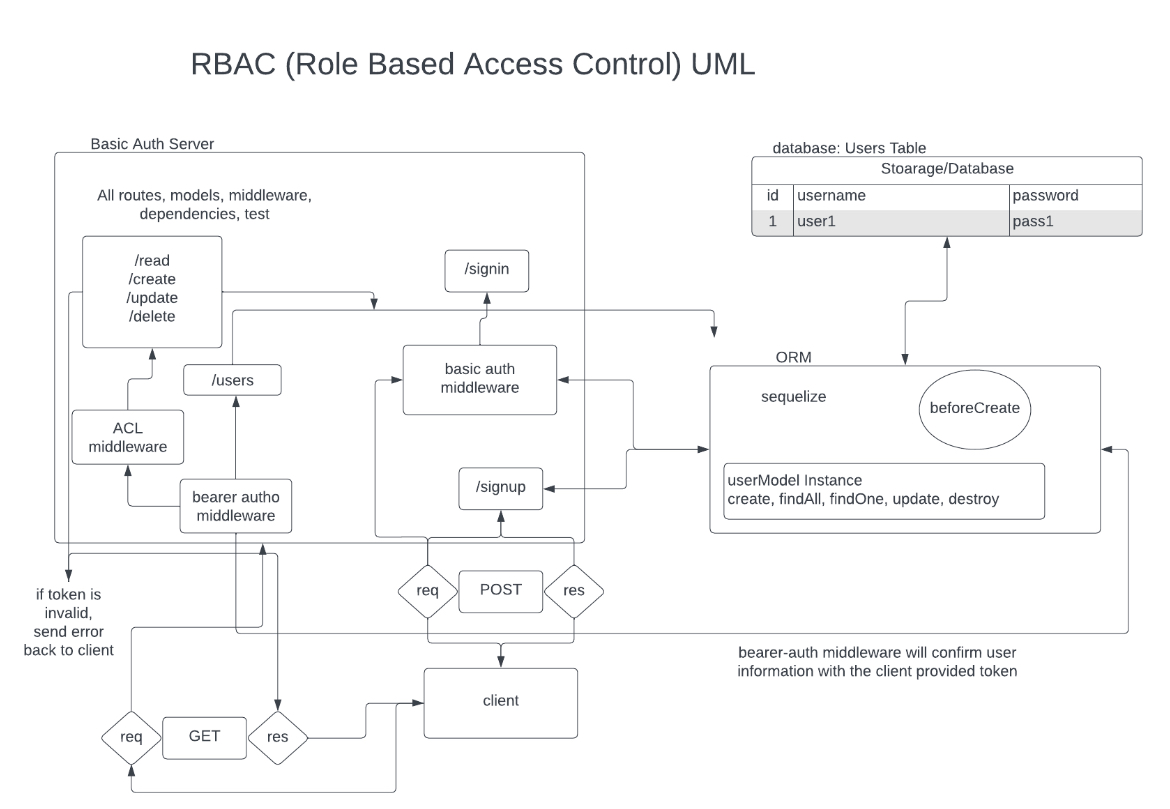 RBAC (Role Based Access Control) UML
Basic Auth Server
All routes, models, middleware,
dependencies, test
/read
/create
/update
/delete
/signin
/users
basic auth
middleware
ACL
middleware
bearer autho
middleware
/signup
database: Users Table
Stoarage/Database
id username password
1 user1 pass1
ORM
sequelize
beforeCreate
userModel Instance
create, findAll, findOne, update, destroy
if token is
invalid,
send error
back to client
req POST res
bearer-auth middleware will confirm user
information with the client provided token
client
req GET res